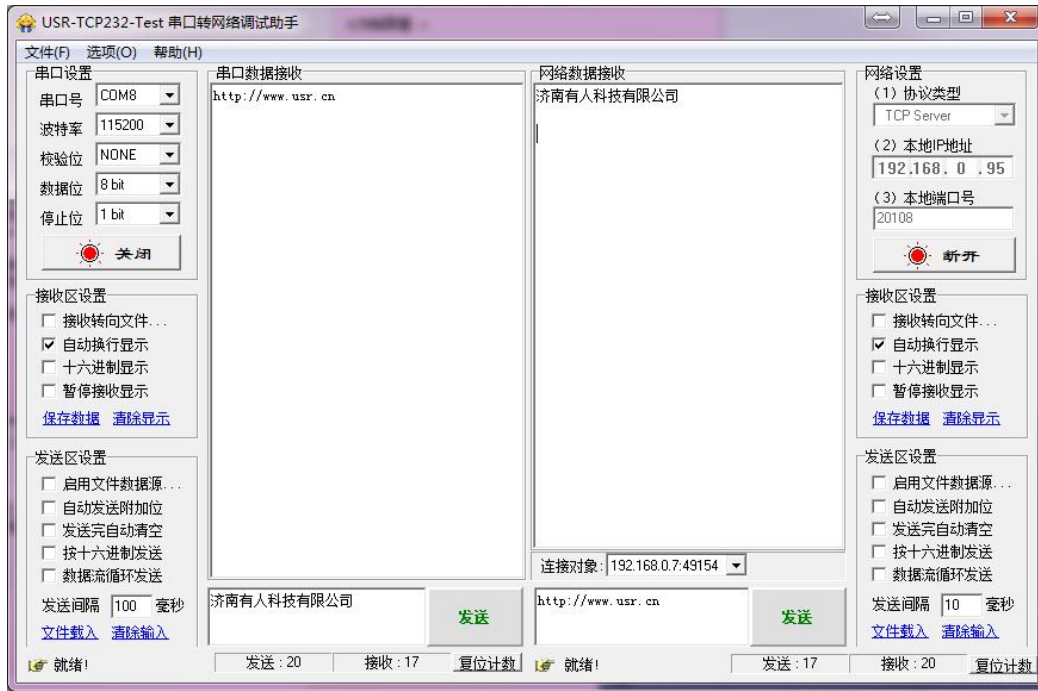 USR-TCP232-Test 串口转网络调试助手
文件(F) 选项(O) 帮助(H)
串口设置
串口号 COM8
波特率 115200
校验位 NONE
数据位 8 bit
停止位 1 bit
关闭
接收区设置
接收转向文件...
自动换行显示
十六进制显示
暂停接收显示
保存数据 清除显示
发送区设置
启用文件数据源...
自动发送附加位
发送完自动清空
按十六进制发送
数据流循环发送
发送间隔 100 毫秒
文件载入 清除输入
就绪!
串口数据接收
http://www.usr.cn
济南有人科技有限公司
发送
发送:20 接收:17 复位计数
网络数据接收
济南有人科技有限公司
连接对象: 192.168.0.7:49154
http://www.usr.cn
发送
就绪! 发送:17 接收:20 复位计数
网络设置
(1) 协议类型
TCP Server
(2) 本地IP地址
192.168. 0 .95
(3) 本地端口号
20108
断开
接收区设置
接收转向文件...
自动换行显示
十六进制显示
暂停接收显示
保存数据 清除显示
发送区设置
启用文件数据源...
自动发送附加位
发送完自动清空
按十六进制发送
数据流循环发送
发送间隔 10 毫秒
文件载入 清除输入